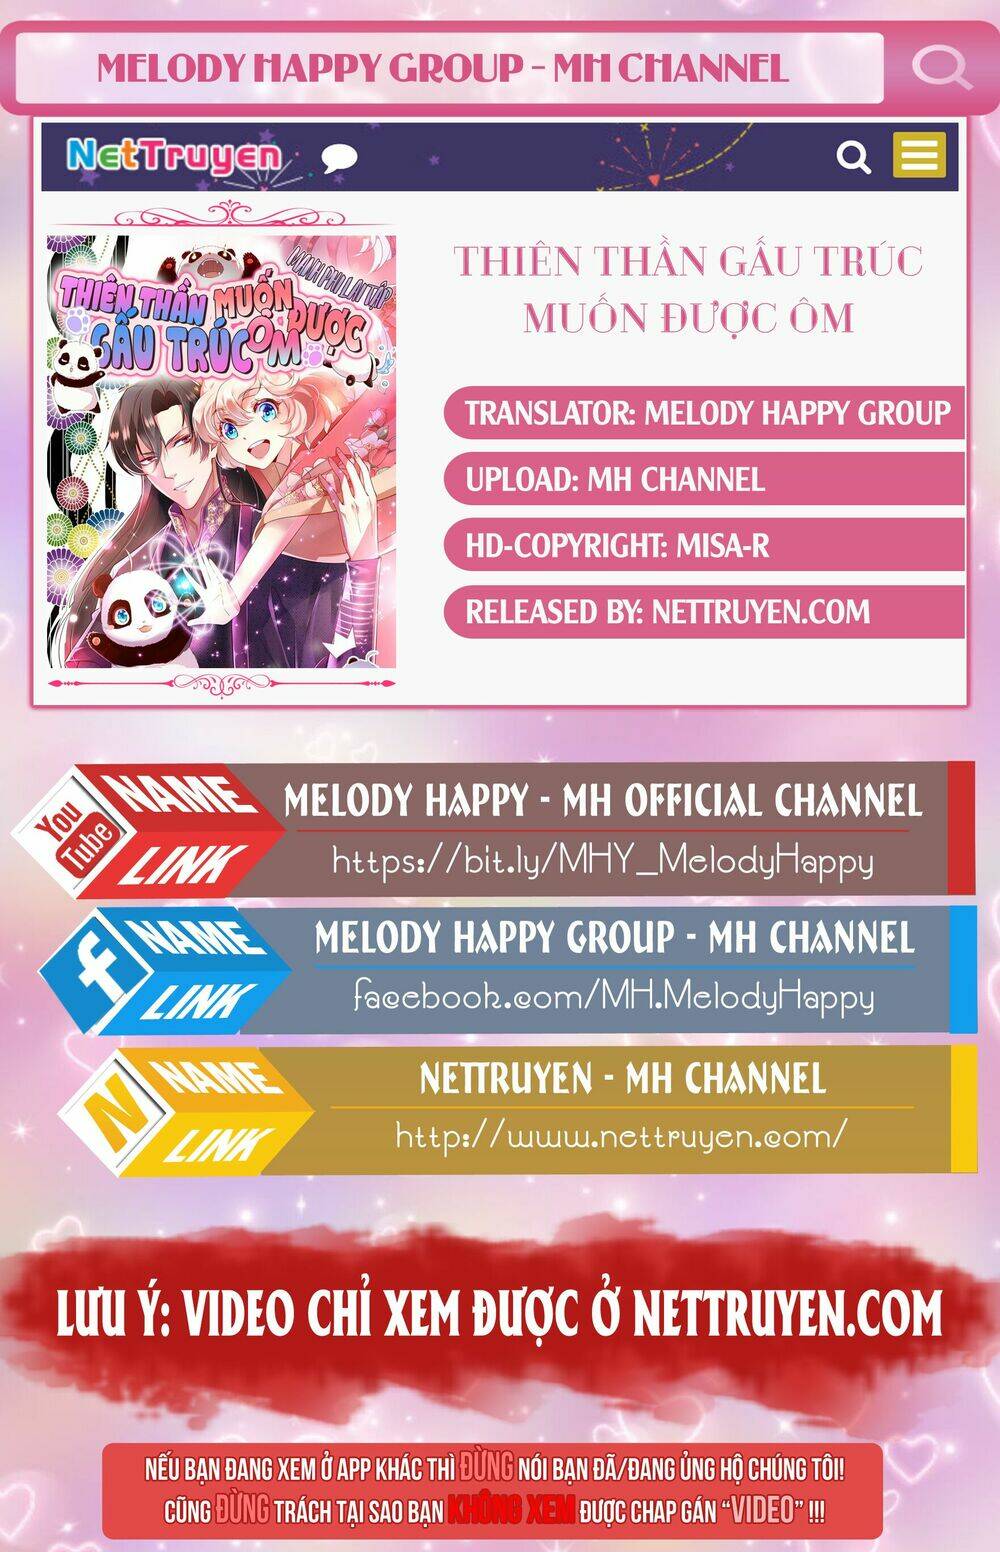 MELODY HAPPY GROUP - MH CHANNEL
NetTruyen
MANH PHI LAI TẬP
THIÊN THẦN MUỐN ĐƯỢC
GẤU TRÚC ÔM
THIÊN THẦN GẤU TRÚC
MUỐN ĐƯỢC ÔM
TRANSLATOR: MELODY HAPPY GROUP
UPLOAD: MH CHANNEL
HD-COPYRIGHT: MISA-R
RELEASED BY: NETTRUYEN.COM
You Tube
NAME
MELODY HAPPY - MH OFFICIAL CHANNEL
LINK
https://bit.ly/MHY_MelodyHappy
f
NAME
MELODY HAPPY GROUP - MH CHANNEL
LINK
facebook.com/MH.MelodyHappy
N
NAME
NETTRUYEN - MH CHANNEL
LINK
http://www.nettruyen.com/
LƯU Ý: VIDEO CHỈ XEM ĐƯỢC Ở NETTRUYEN.COM
NẾU BẠN ĐANG XEM Ở APP KHÁC THÌ ĐỪNG NÓI BẠN ĐÃ/ĐANG ỦNG HỘ CHÚNG TÔI!
CŨNG ĐỪNG TRÁCH TẠI SAO BẠN KHÔNG XEM ĐƯỢC CHAP GẮN "VIDEO" !!!